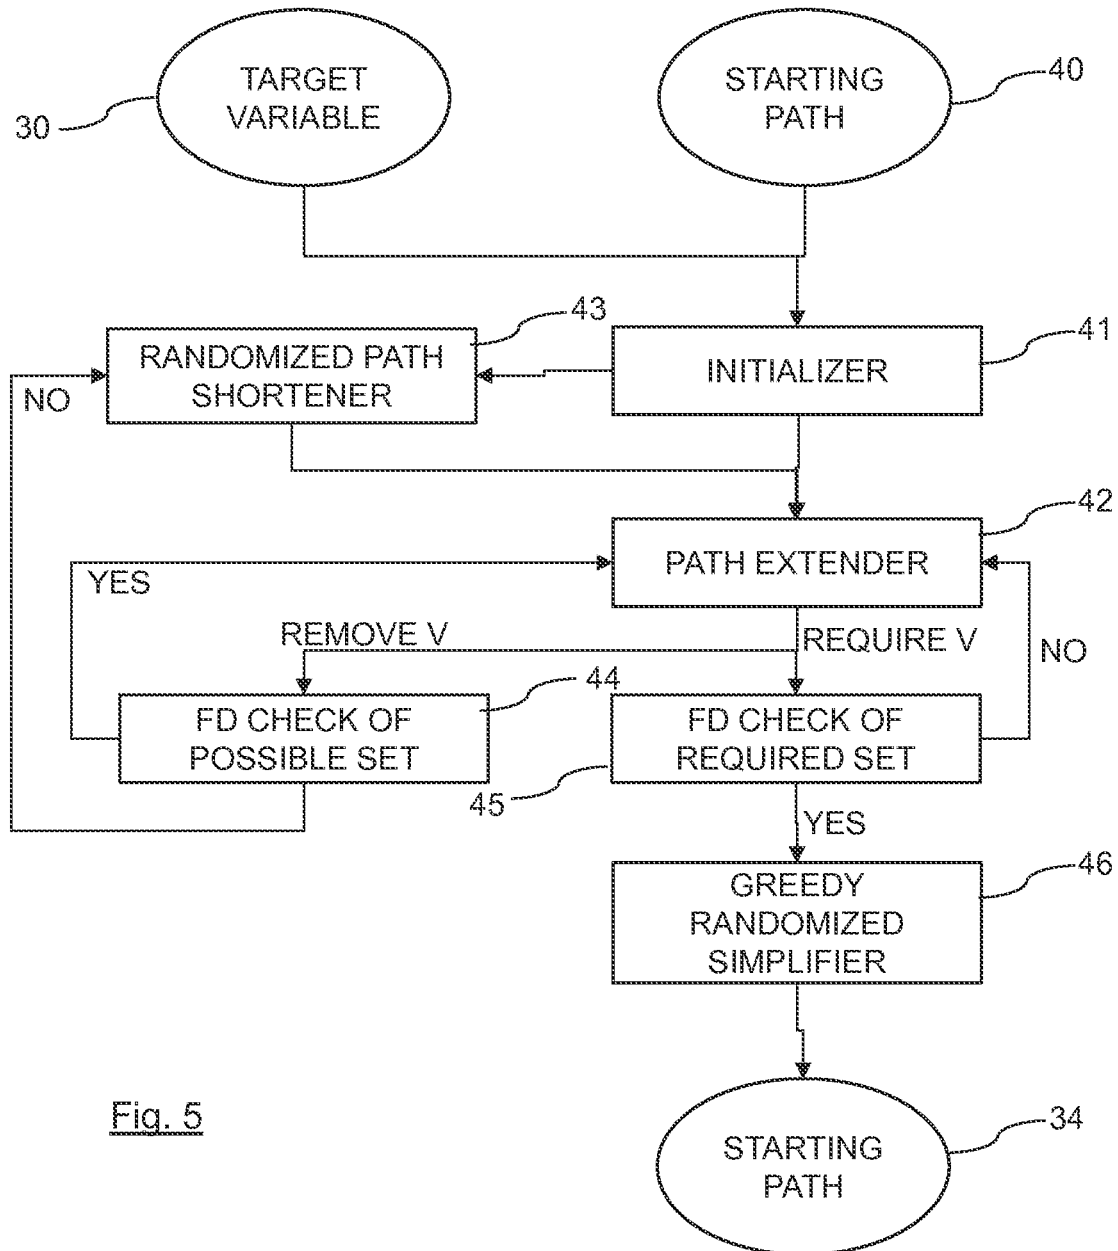 TARGET
VARIABLE
30
STARTING
PATH
40
43
RANDOMIZED PATH
SHORTENER
41
INITIALIZER
NO
42
PATH EXTENDER
YES
REMOVE V
REQUIRE V
NO
44
FD CHECK OF
POSSIBLE SET
FD CHECK OF
REQUIRED SET
45
YES
46
GREEDY
RANDOMIZED
SIMPLIFIER
Fig. 5
34
STARTING
PATH